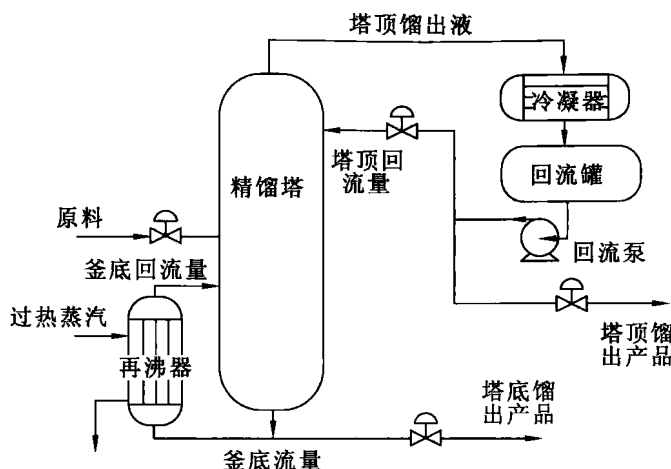 塔顶馏出液
冷凝器
塔顶回
流量
回流罐
精馏塔
原料
回流泵
釜底回流量
过热蒸汽
塔顶馏
出产品
再沸器
塔底馏
出产品
釜底流量